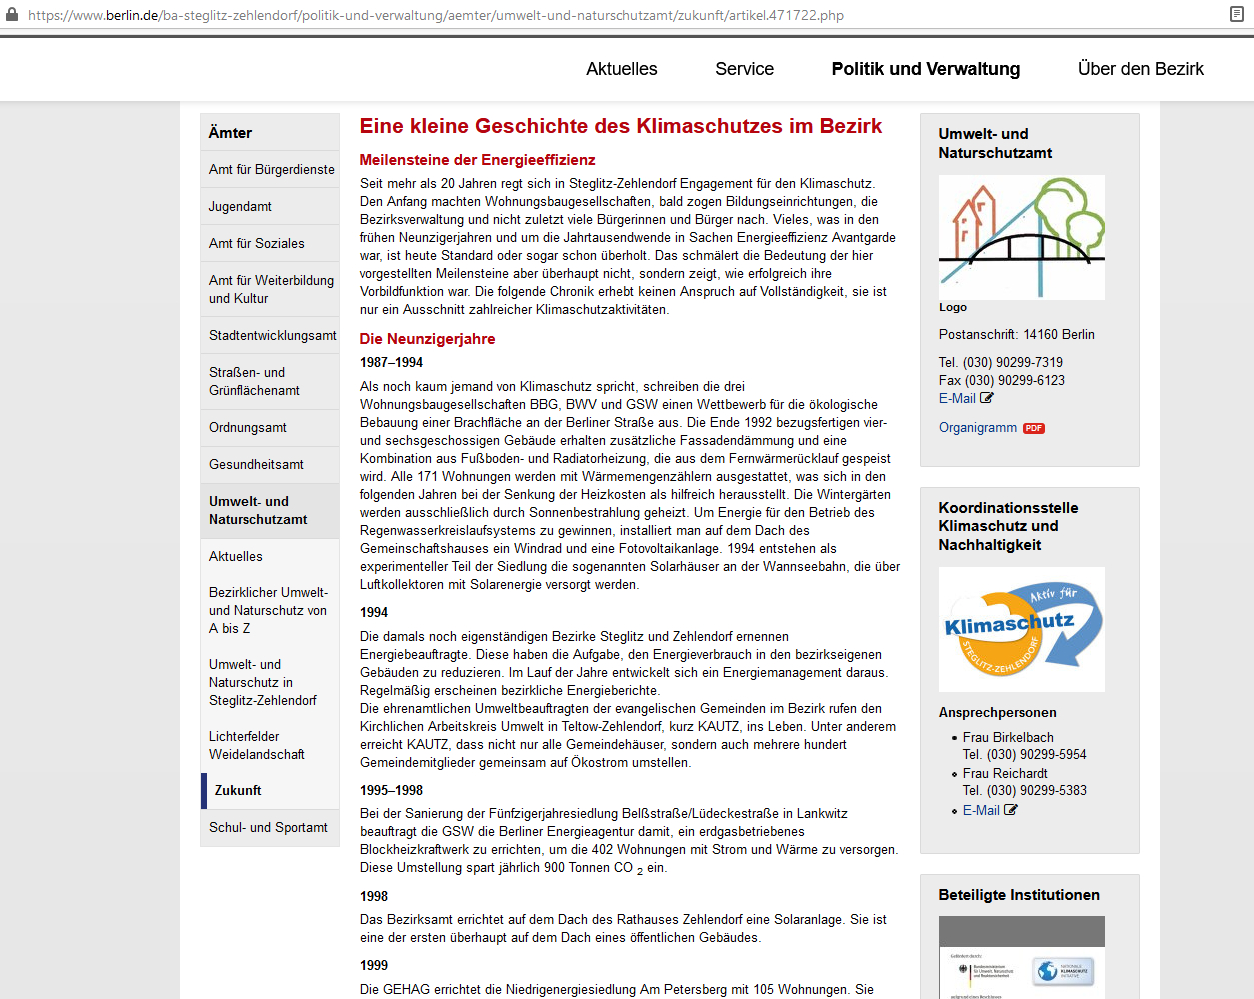 https://www.berlin.de/ba-steglitz-zehlendorf/politik-und-verwaltung/aemter/umwelt-und-naturschutzamt/zukunft/artikel.471722.php
Aktuelles
Service
Politik und Verwaltung
Über den Bezirk
Ämter
Amt für Bürgerdienste
Jugendamt
Amt für Soziales
Amt für Weiterbildung
und Kultur
Stadtentwicklungsamt
Straßen- und
Grünflächenamt
Ordnungsamt
Gesundheitsamt
Umwelt- und
Naturschutzamt
Aktuelles
Bezirklicher Umwelt-
und Naturschutz von
A bis Z
Umwelt- und
Naturschutz in
Steglitz-Zehlendorf
Lichterfelder
Weidelandschaft
Zukunft
Schul- und Sportamt
Eine kleine Geschichte des Klimaschutzes im Bezirk
Meilensteine der Energieeffizienz
Seit mehr als 20 Jahren regt sich in Steglitz-Zehlendorf Engagement für den Klimaschutz.
Den Anfang machten Wohnungsbaugesellschaften, bald zogen Bildungseinrichtungen, die
Bezirksverwaltung und nicht zuletzt viele Bürgerinnen und Bürger nach. Vieles, was in den
frühen Neunzigerjahren und um die Jahrtausendwende in Sachen Energieeffizienz Avantgarde
war, ist heute Standard oder sogar schon überholt. Das schmälert die Bedeutung der hier
vorgestellten Meilensteine aber überhaupt nicht, sondern zeigt, wie erfolgreich ihre
Vorbildfunktion war. Die folgende Chronik erhebt keinen Anspruch auf Vollständigkeit, sie ist
nur ein Ausschnitt zahlreicher Klimaschutzaktivitäten.
Die Neunzigerjahre
1987–1994
Als noch kaum jemand von Klimaschutz spricht, schreiben die drei
Wohnungsbaugesellschaften BBG, BWV und GSW einen Wettbewerb für die ökologische
Bebauung einer Brachfläche an der Berliner Straße aus. Die Ende 1992 bezugsfertigen vier-
und sechsgeschossigen Gebäude erhalten zusätzliche Fassadendämmung und eine
Kombination aus Fußboden- und Radiatorheizung, die aus dem Fernwärmerücklauf gespeist
wird. Alle 171 Wohnungen werden mit Wärmemengenzählern ausgestattet, was sich in den
folgenden Jahren bei der Senkung der Heizkosten als hilfreich herausstellt. Die Wintergärten
werden ausschließlich durch Sonnenbestrahlung geheizt. Um Energie für den Betrieb des
Regenwasserkreislaufsystems zu gewinnen, installiert man auf dem Dach des
Gemeinschaftshauses ein Windrad und eine Fotovoltaikanlage. 1994 entstehen als
experimenteller Teil der Siedlung die sogenannten Solarhäuser an der Wannseebahn, die über
Luftkollektoren mit Solarenergie versorgt werden.
1994
Die damals noch eigenständigen Bezirke Steglitz und Zehlendorf ernennen
Energiebeauftragte. Diese haben die Aufgabe, den Energieverbrauch in den bezirkseigenen
Gebäuden zu reduzieren. Im Lauf der Jahre entwickelt sich ein Energiemanagement daraus.
Regelmäßig erscheinen bezirkliche Energieberichte.
Die ehrenamtlichen Umweltbeauftragten der evangelischen Gemeinden im Bezirk rufen den
Kirchlichen Arbeitskreis Umwelt in Teltow-Zehlendorf, kurz KAUTZ, ins Leben. Unter anderem
erreicht KAUTZ, dass nicht nur alle Gemeindehäuser, sondern auch mehrere hundert
Gemeindemitglieder gemeinsam auf Ökostrom umstellen.
1995–1998
Bei der Sanierung der Fünfzigerjahresiedlung Belßstraße/Lüdeckestraße in Lankwitz
beauftragt die GSW die Berliner Energieagentur damit, ein erdgasbetriebenes
Blockheizkraftwerk zu errichten, um die 402 Wohnungen mit Strom und Wärme zu versorgen.
Diese Umstellung spart jährlich 900 Tonnen CO 2 ein.
1998
Das Bezirksamt errichtet auf dem Dach des Rathauses Zehlendorf eine Solaranlage. Sie ist
eine der ersten überhaupt auf dem Dach eines öffentlichen Gebäudes.
1999
Die GEHAG errichtet die Niedrigenergiesiedlung Am Petersberg mit 105 Wohnungen. Sie
Umwelt- und
Naturschutzamt
Logo
Postanschrift: 14160 Berlin
Tel. (030) 90299-7319
Fax (030) 90299-6123
E-Mail
Organigramm PDF
Koordinationsstelle
Klimaschutz und
Nachhaltigkeit
Aktiv für
Klimaschutz
STEGLITZ-ZEHLENDORF
Ansprechpersonen
Frau Birkelbach
Tel. (030) 90299-5954
Frau Reichardt
Tel. (030) 90299-5383
E-Mail
Beteiligte Institutionen
Gefördert durch:
Bundesministerium
für Umwelt, Naturschutz
und Reaktorsicherheit
NATIONALE
KLIMASCHUTZ
INITIATIVE
aufgrund eines Beschlusses